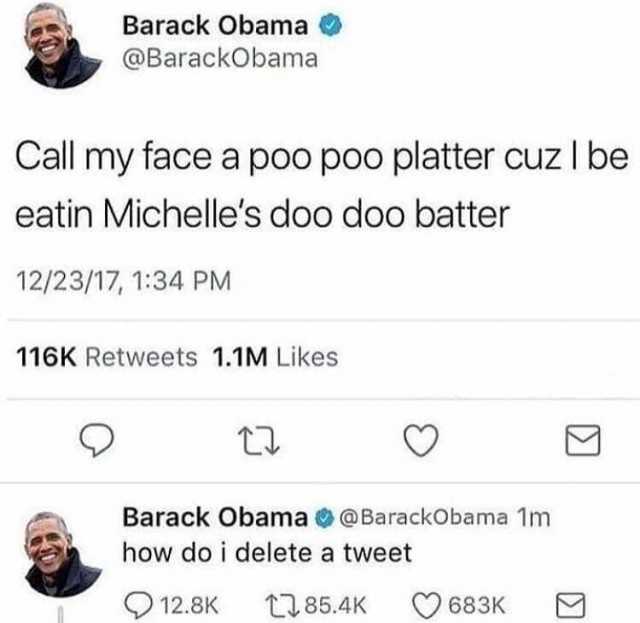 Barack Obama
@BarackObama
Call my face a poo poo platter cuz I be
eatin Michelle's doo doo batter
12/23/17, 1:34 PM
116K Retweets 1.1M Likes
Barack Obama @BarackObama 1m
how do i delete a tweet
12.8K 85.4K 683K